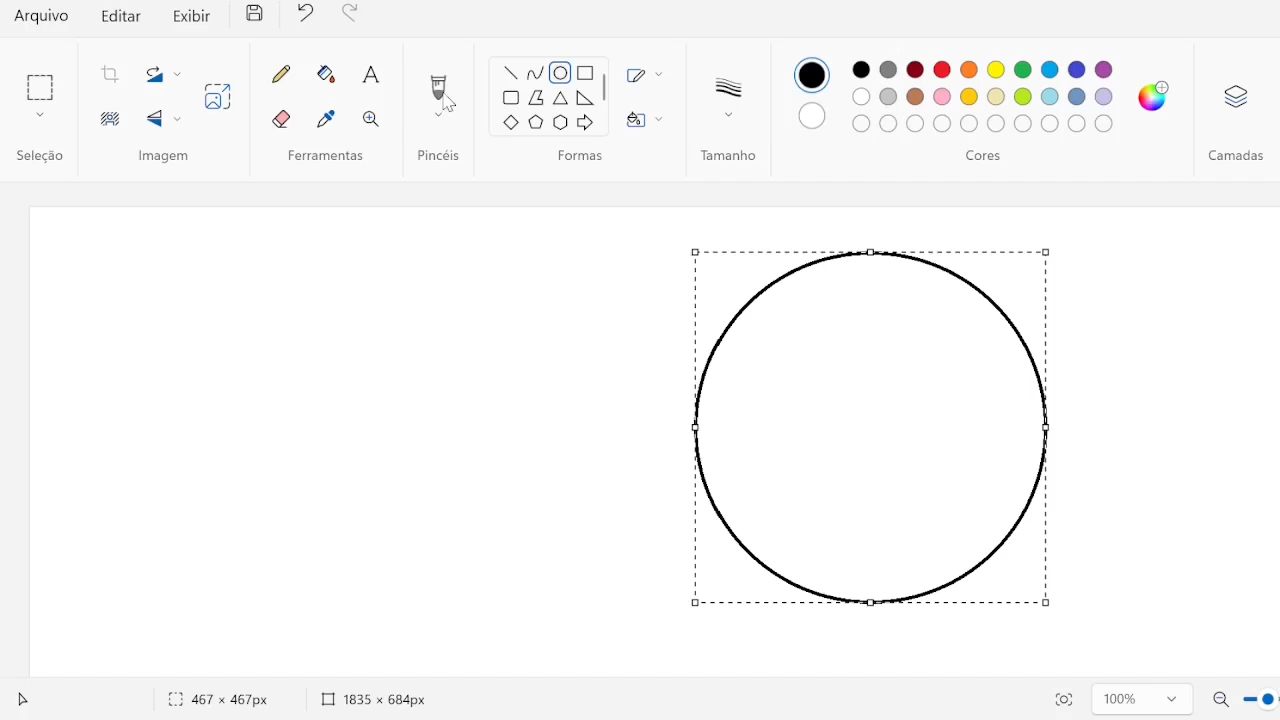 Arquivo Editar Exibir
Seleção Imagem Ferramentas Pincéis Formas Tamanho Cores Camadas
467 × 467px 1835 × 684px 100%